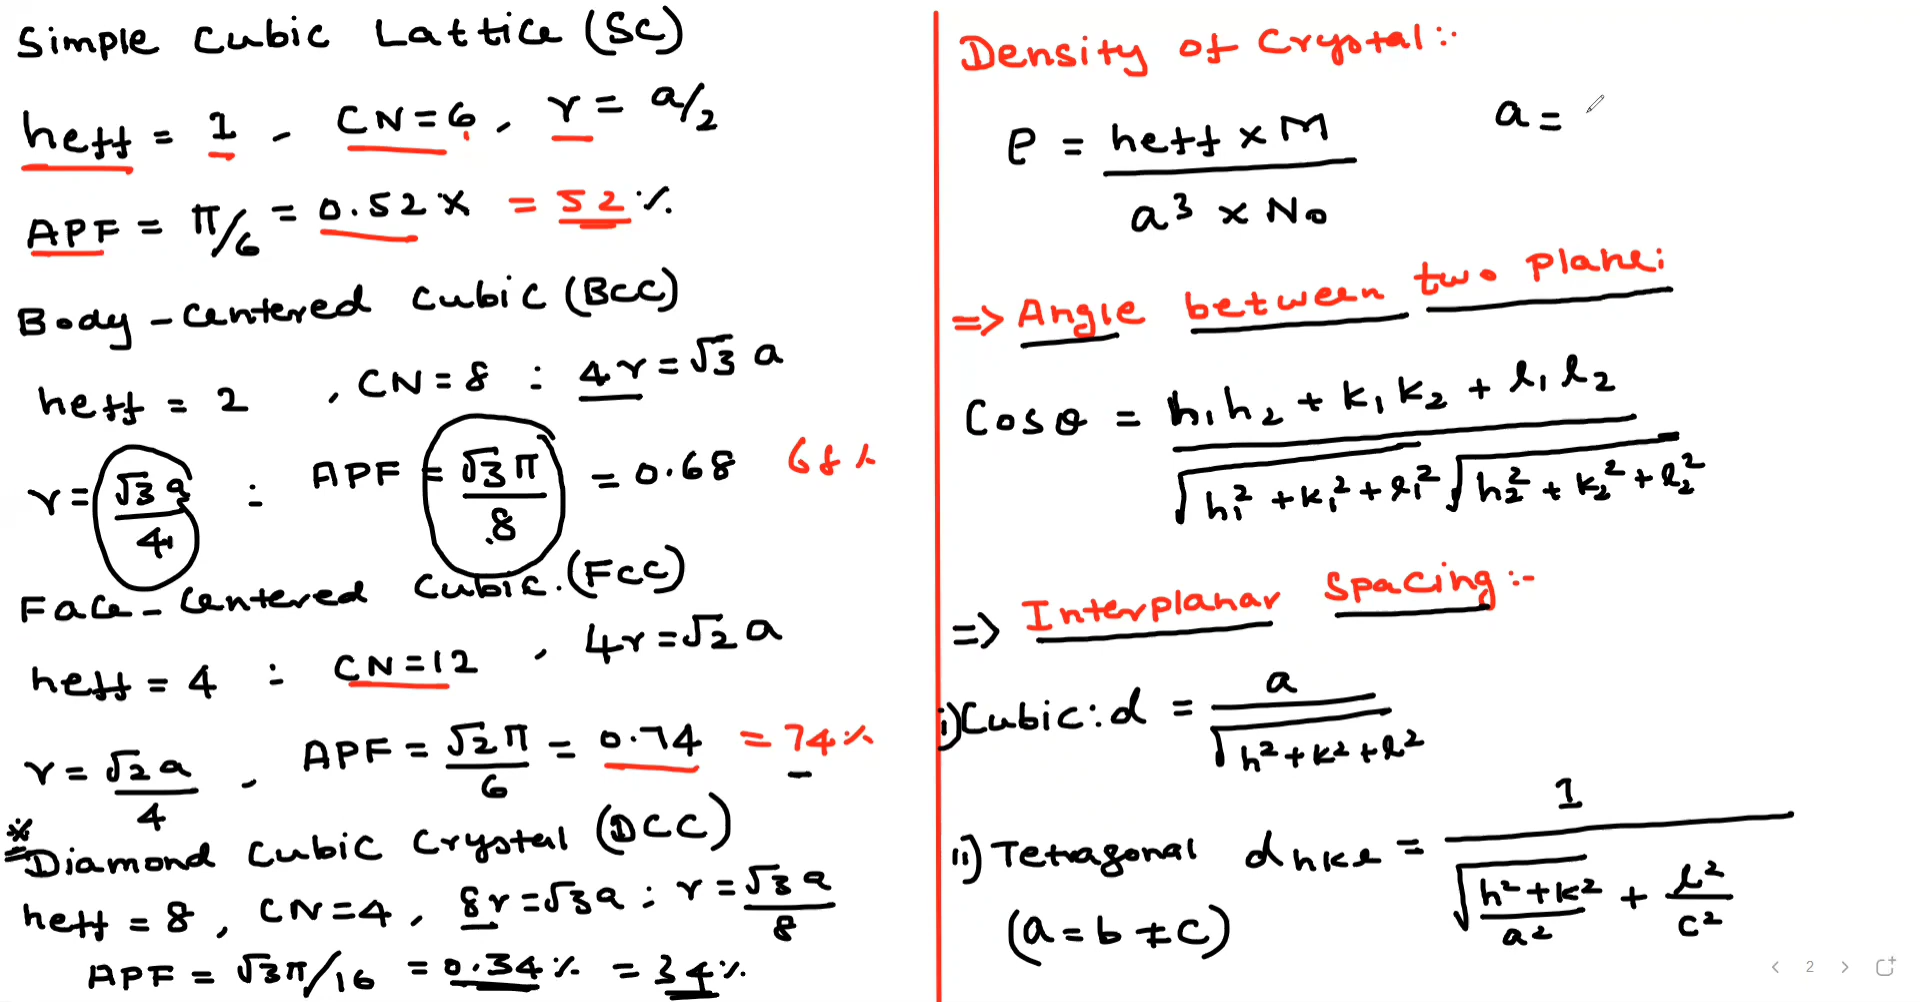 Simple Cubic Lattice (SC)
neff = 1 , CN = 6 , r = a/2
APF = π/6 = 0.52 % = 52 %
Body-Centered Cubic (BCC)
neff = 2 , CN = 8 : 4r = √3 a
r = √3 a / 4 : APF = √3 π / 8 = 0.68 68 %
Face-Centered Cubic. (FCC)
neff = 4 : CN = 12 , 4r = √2 a
r = √2 a / 4 , APF = √2 π / 6 = 0.74 = 74 %
* Diamond Cubic Crystal (DCC)
neff = 8 , CN = 4 , 8r = √3 a ; r = √3 a / 8
APF = √3 π/16 = 0.34 % = 34 %
Density of Crystal :-
ρ = neff × M / a³ × N₀
a =
=> Angle between two plane:
Cos θ = h₁h₂ + k₁k₂ + l₁l₂ / √h₁² + k₁² + l₁² √h₂² + k₂² + l₂²
=> Interplanar Spacing :-
i) Cubic : d = a / √h² + k² + l²
ii) Tetragonal d hkl = 1 / √ h² + k² / a² + l² / c²
(a = b ≠ c)
2